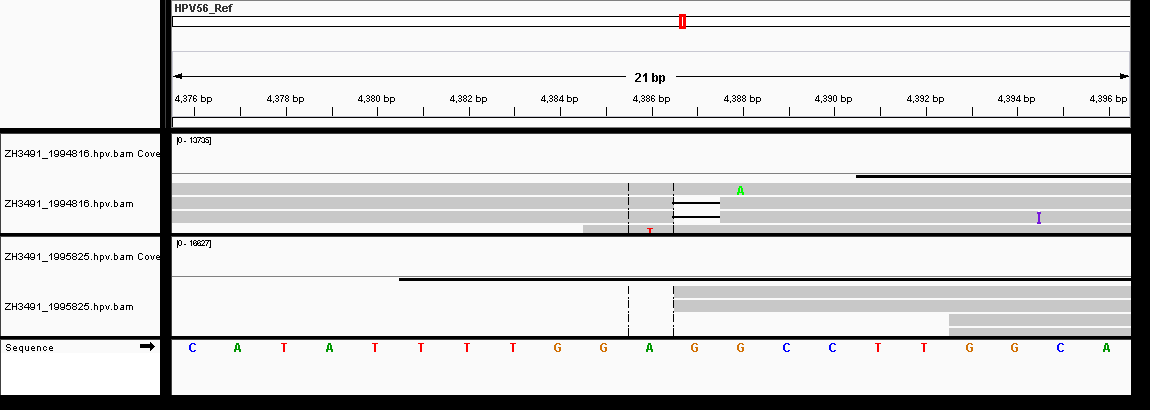 HPV56_Ref
21 bp
4,376 bp 4,378 bp 4,380 bp 4,382 bp 4,384 bp 4,386 bp 4,388 bp 4,390 bp 4,392 bp 4,394 bp 4,396 bp
[0 - 13735]
ZH3491_1994816.hpv.bam Cove
A
ZH3491_1994816.hpv.bam
I
T
[0 - 16627]
ZH3491_1995825.hpv.bam Cove
ZH3491_1995825.hpv.bam
Sequence C A T A T T T T G G A G G C C T T G G C A